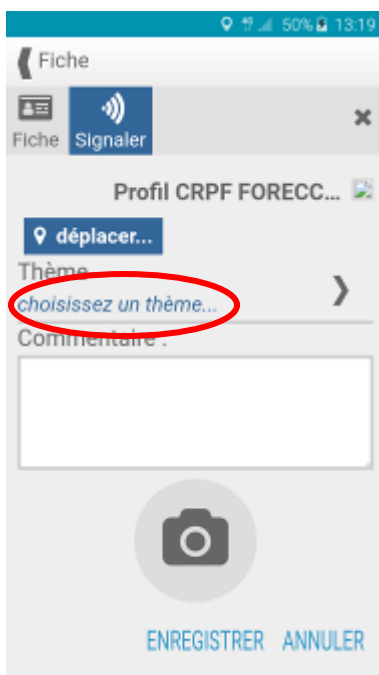 50% 13:19
Fiche
Fiche Signaler
Profil CRPF FORECC...
déplacer...
Thème
choisissez un thème...
Commentaire :
ENREGISTRER ANNULER